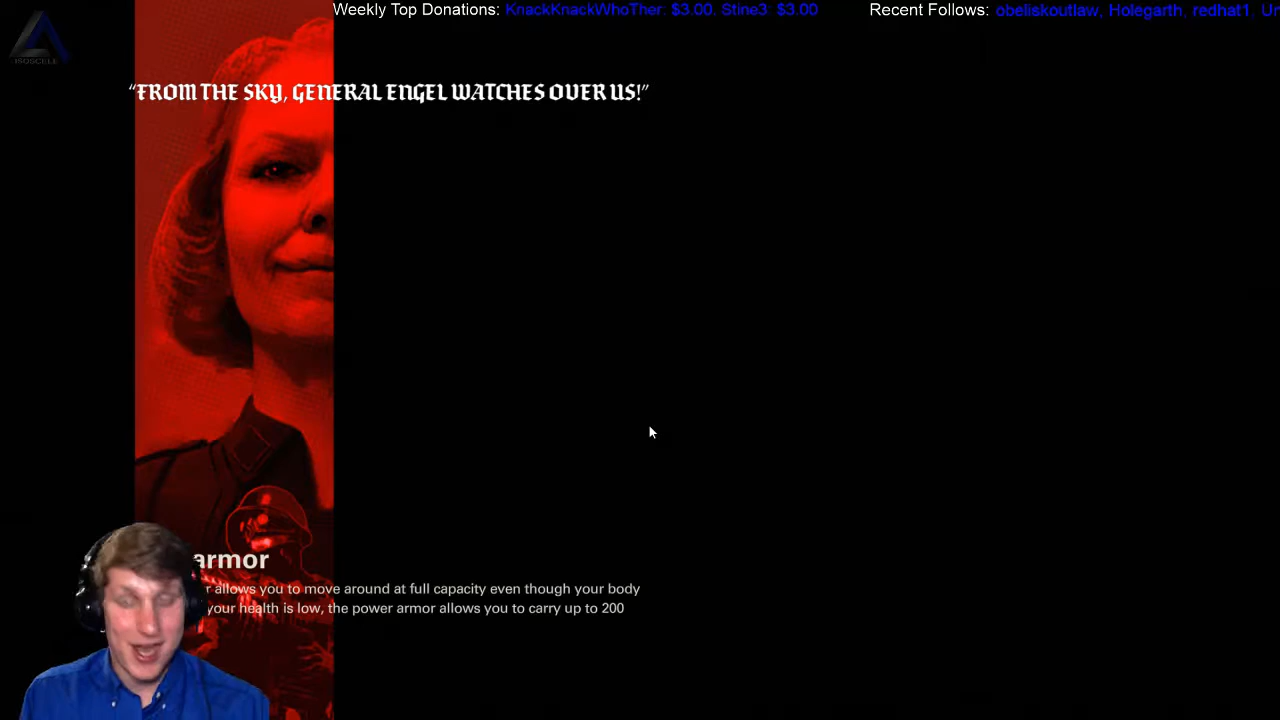 Weekly Top Donations: KnackKnackWhoTher: $3.00. Stine3: $3.00 Recent Follows: obeliskoutlaw, Holegarth, redhat1. Ur
ISOSCELE
“FROM THE SKY, GENERAL ENGEL WATCHES OVER US!”
armor
r allows you to move around at full capacity even though your body
your health is low, the power armor allows you to carry up to 200